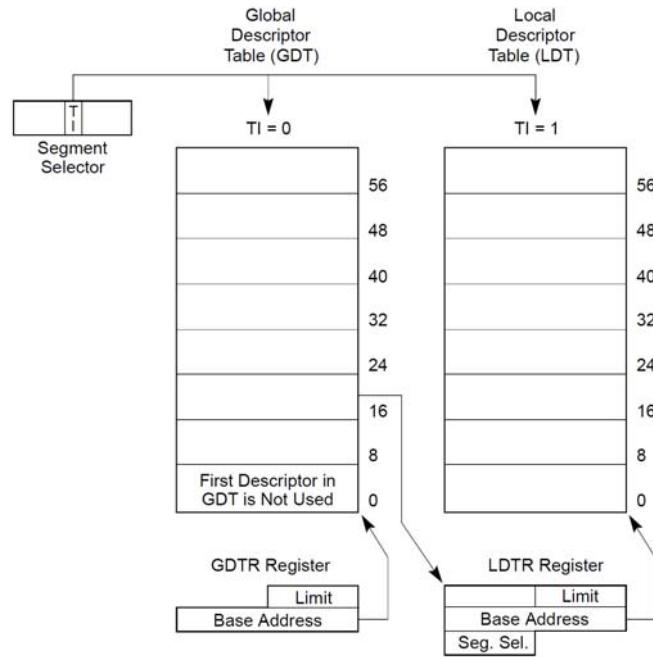 Global
Descriptor
Table (GDT)
Local
Descriptor
Table (LDT)
T
I
Segment
Selector
TI = 0
TI = 1
56
56
48
48
40
40
32
32
24
24
16
16
8
8
First Descriptor in
GDT is Not Used
0
0
GDTR Register
LDTR Register
Limit
Limit
Base Address
Base Address
Seg. Sel.